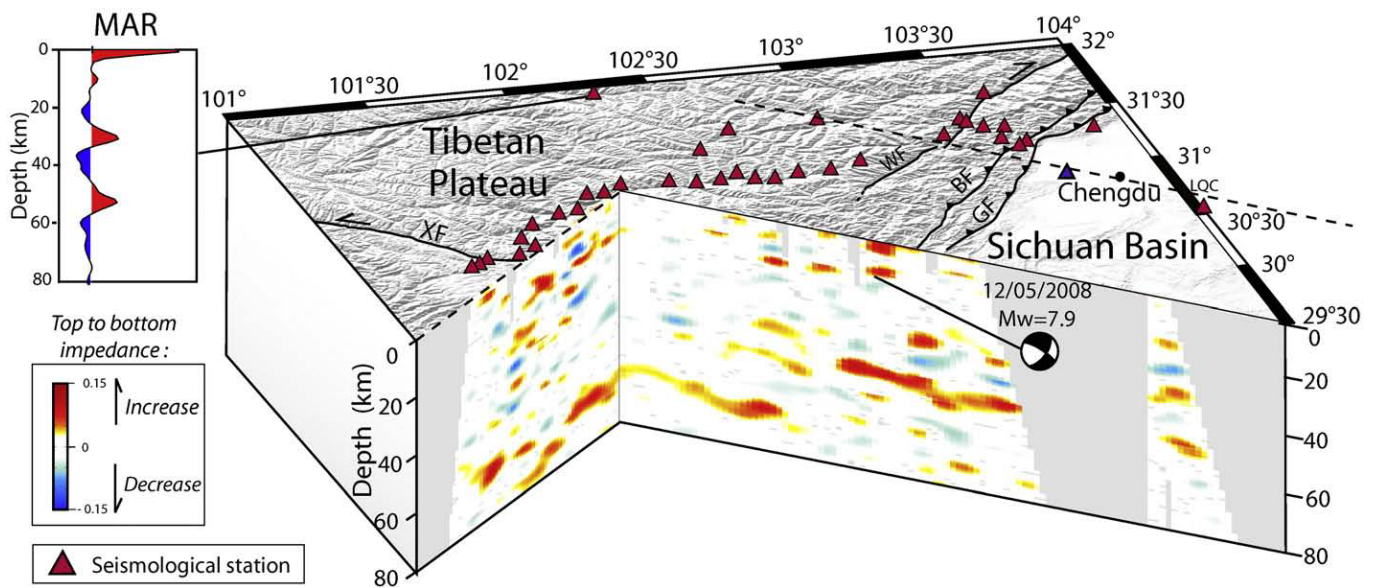 MAR
0
20
40
60
80
Depth (km)
Top to bottom
impedance :
0.15
0
- 0.15
Increase
Decrease
Seismological station
101°
101°30
102°
102°30
103°
103°30
104°
32°
31°30
31°
30°30
30°
29°30
Tibetan
Plateau
XF
WF
BF
GF
Chengdu
LQC
Sichuan Basin
12/05/2008
Mw=7.9
0
20
40
60
80
Depth (km)
0
20
40
60
80